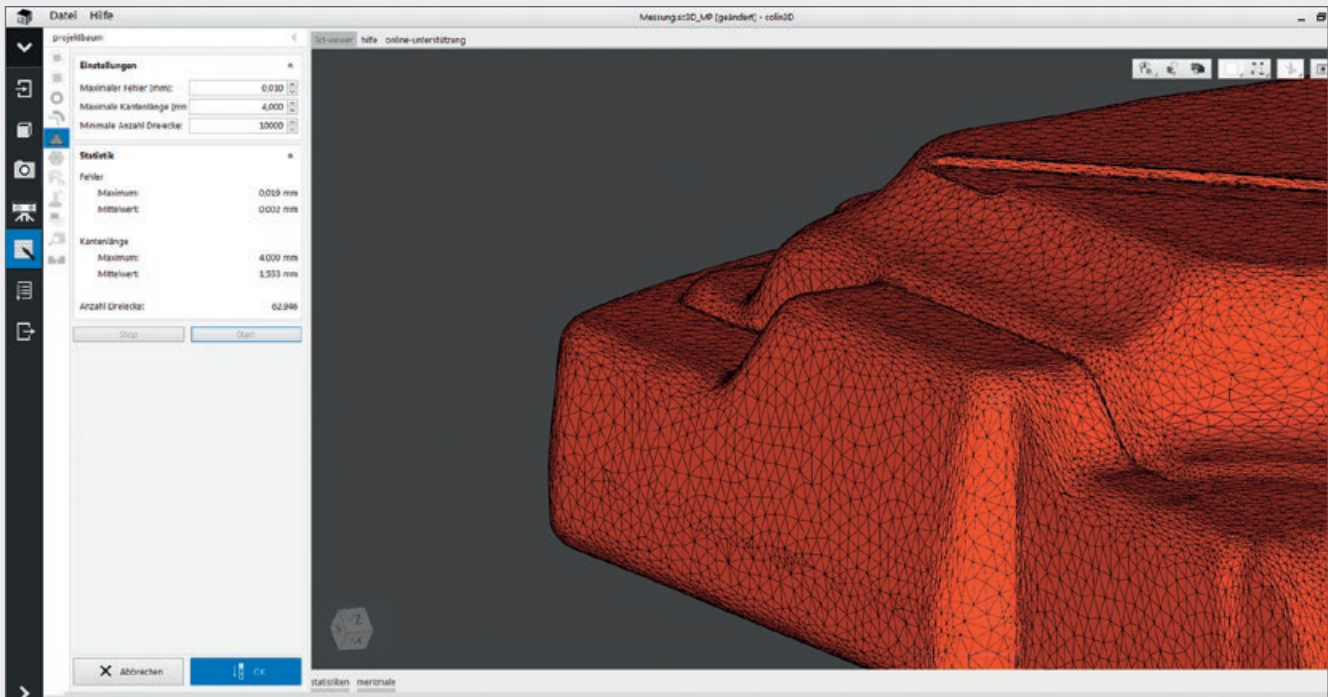 Datei Hilfe
Messung.sc3D_MP [geändert] - colin3D
projektbaum
3d-viewer hilfe online-unterstützung
Einstellungen
Maximaler Fehler [mm]: 0,010
Maximale Kantenlänge [mm 4,000
Minimale Anzahl Dreiecke: 10000
Statistik
Fehler
Maximum: 0,019 mm
Mittelwert: 0,002 mm
Kantenlänge
Maximum: 4,000 mm
Mittelwert: 1,553 mm
Anzahl Dreiecke: 62.946
Stop Start
Abbrechen OK
statistiken merkmale